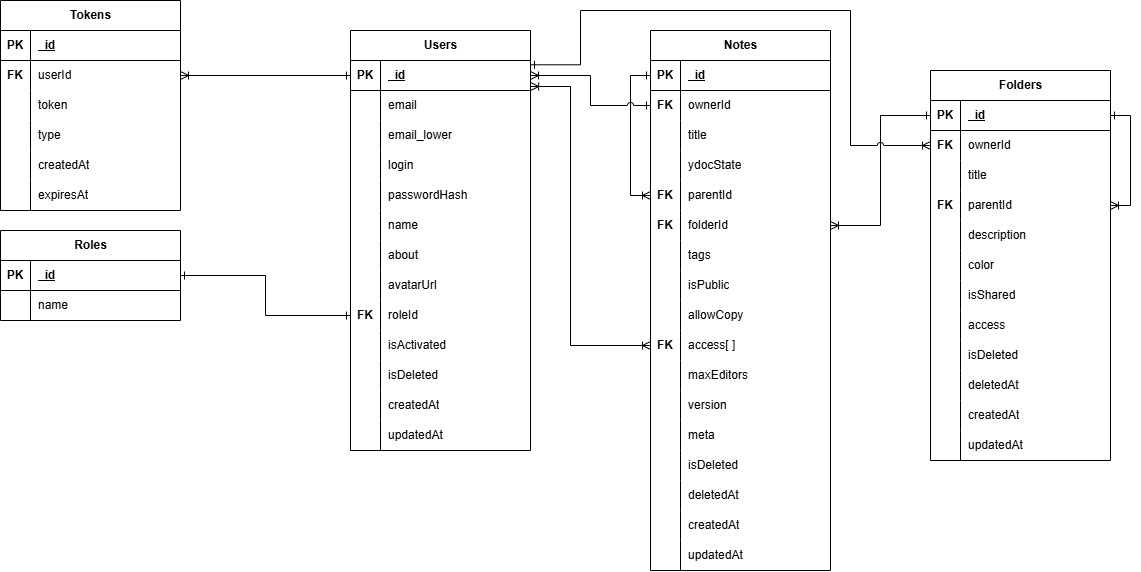 Tokens
PK _id
FK userId
token
type
createdAt
expiresAt
Roles
PK _id
name
Users
PK _id
email
email_lower
login
passwordHash
name
about
avatarUrl
FK roleId
isActivated
isDeleted
createdAt
updatedAt
Notes
PK _id
FK ownerId
title
ydocState
FK parentId
FK folderId
tags
isPublic
allowCopy
FK access[ ]
maxEditors
version
meta
isDeleted
deletedAt
createdAt
updatedAt
Folders
PK _id
FK ownerId
title
FK parentId
description
color
isShared
access
isDeleted
deletedAt
createdAt
updatedAt